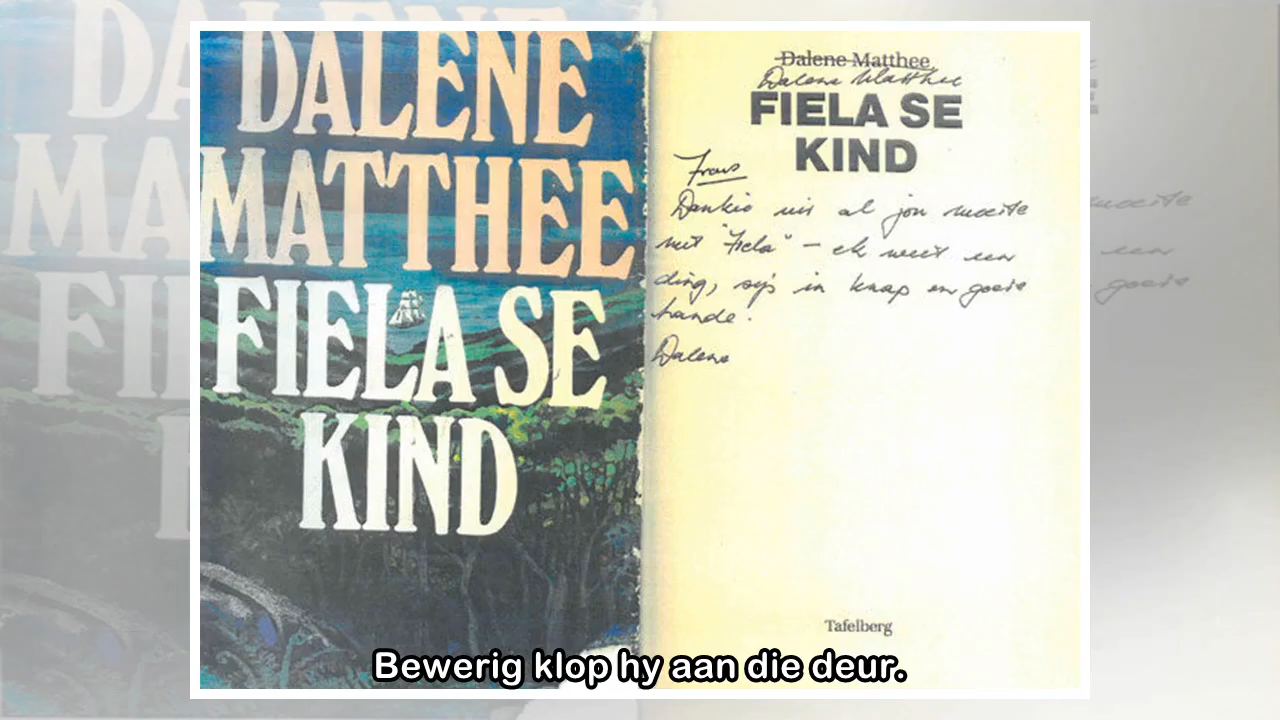 DALENE
MATTHEE
FIELA SE
KIND
Dalene Matthee
Dalene Matthee
FIELA SE
KIND
Frans
Dankie vir al jou moeite
met "Fiela" – ek weet een
ding, sy's in knap en goeie
hande.
Dalene
Tafelberg
Bewerig klop hy aan die deur.